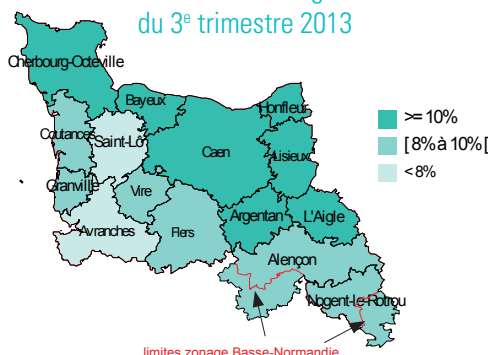 du 3e trimestre 2013
Cherbourg-Octeville
Bayeux
Honfleur
>= 10%
Coutances
Saint-Lô
Caen
Lisieux
[ 8% à 10% [
< 8%
Granville
Vire
Argentan
L'Aigle
Avranches
Flers
Alençon
Nogent-Le-Rotrou
limites zonage Basse-Normandie